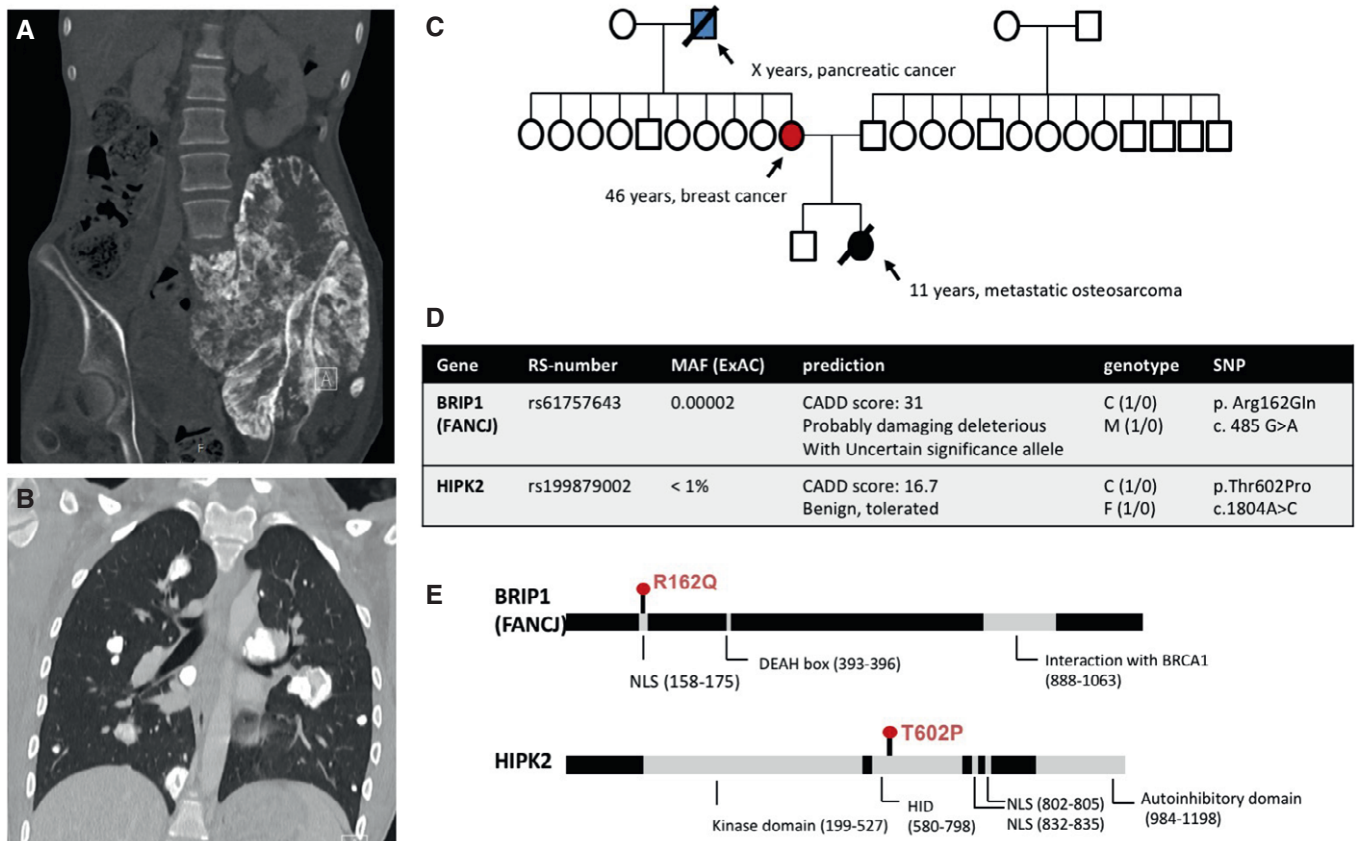 A
B
C
X years, pancreatic cancer
46 years, breast cancer
11 years, metastatic osteosarcoma
D
Gene RS-number MAF (ExAC) prediction genotype SNP
BRIP1 rs61757643 0.00002 CADD score: 31 C (1/0) p. Arg162Gln
(FANCJ) Probably damaging deleterious M (1/0) c. 485 G>A
With Uncertain significance allele
HIPK2 rs199879002 < 1% CADD score: 16.7 C (1/0) p.Thr602Pro
Benign, tolerated F (1/0) c.1804A>C
E
R162Q
BRIP1
(FANCJ)
NLS (158-175)
DEAH box (393-396)
Interaction with BRCA1
(888-1063)
T602P
HIPK2
Kinase domain (199-527)
HID
(580-798)
NLS (802-805)
NLS (832-835)
Autoinhibitory domain
(984-1198)
A
F